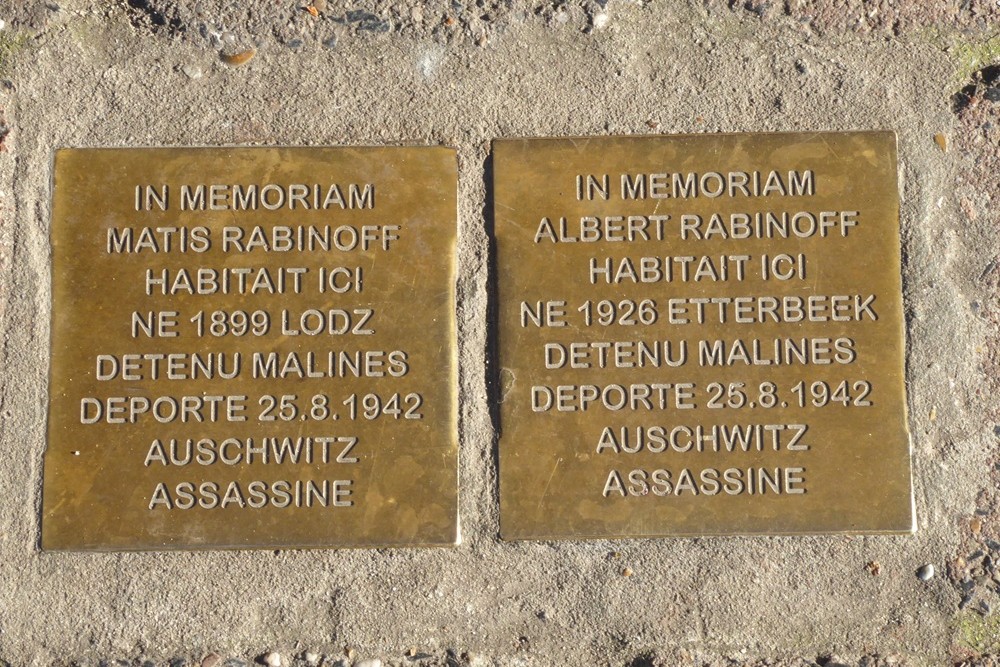 IN MEMORIAM
MATIS RABINOFF
HABITAIT ICI
NE 1899 LODZ
DETENU MALINES
DEPORTE 25.8.1942
AUSCHWITZ
ASSASSINE
IN MEMORIAM
ALBERT RABINOFF
HABITAIT ICI
NE 1926 ETTERBEEK
DETENU MALINES
DEPORTE 25.8.1942
AUSCHWITZ
ASSASSINE